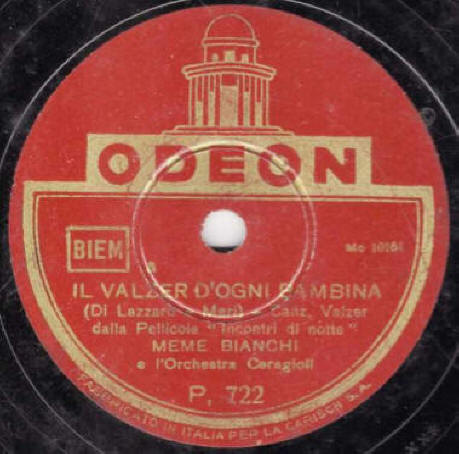 ODEON
BIEM
Mo 10161
IL VALZER D'OGNI BAMBINA
(Di Lazzaro e Mari) - Canz. Valzer
dalla Pellicola "Incontri di notte"
MEME BIANCHI
e l'Orchestra Ceragioli
P. 722
FABBRICATO IN ITALIA PER LA CARISCH S.A.